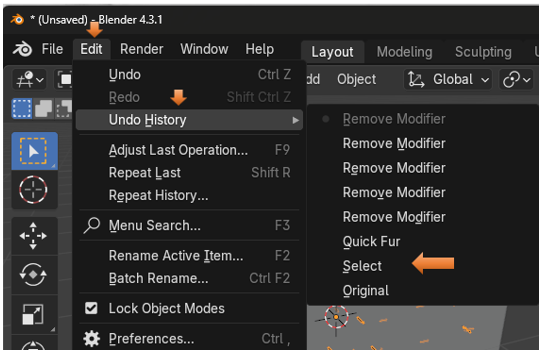 * (Unsaved) - Blender 4.3.1
File Edit Render Window Help Layout Modeling Sculpting
dd Object Global
Undo Ctrl Z
Redo Shift Ctrl Z
Undo History
Adjust Last Operation... F9
Repeat Last Shift R
Repeat History...
Menu Search... F3
Rename Active Item... F2
Batch Rename... Ctrl F2
Lock Object Modes
Preferences... Ctrl ,
Remove Modifier
Remove Modifier
Remove Modifier
Remove Modifier
Remove Modifier
Quick Fur
Select
Original